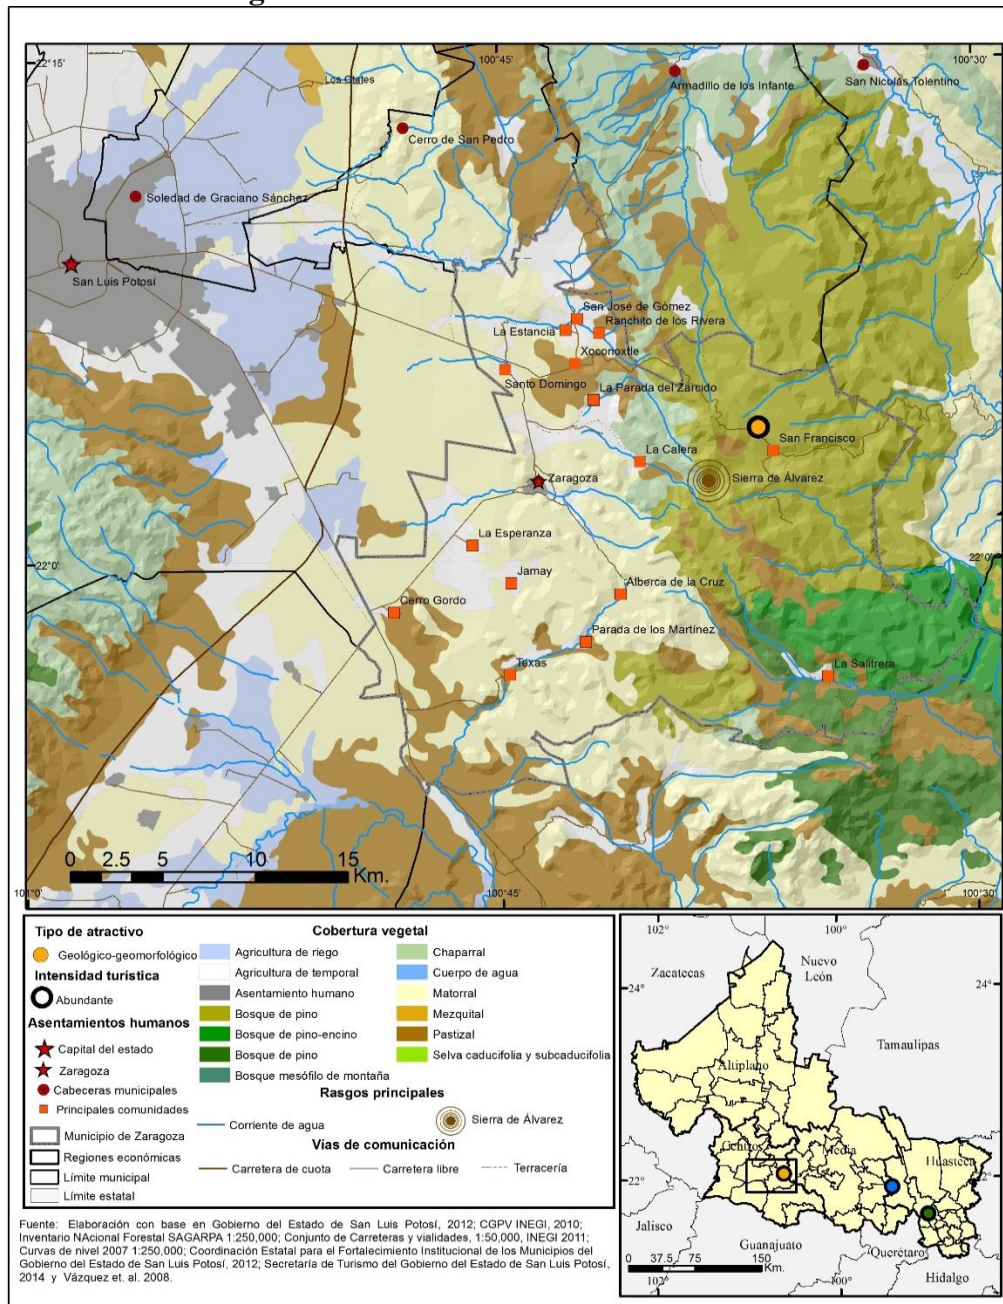 22°15'
100°45'
100°30'
Los Otates
Armadillo de los Infante
San Nicolás Tolentino
Cerro de San Pedro
Soledad de Graciano Sánchez
San Luis Potosí
San José de Gómez
La Estancia
Ranchito de los Rivera
Xoconoxtle
Santo Domingo
La Parada del Zarcido
San Francisco
La Calera
Zaragoza
Sierra de Álvarez
La Esperanza
22°0'
22°0'0"
Jamay
Alberca de la Cruz
Cerro Gordo
Parada de los Martínez
Texas
La Salitrera
0 2.5 5 10 15
Km.
101°0'
100°45'
100°30'
Tipo de atractivo
Geológico-geomorfológico
Intensidad turística
Abundante
Asentamientos humanos
Capital del estado
Zaragoza
Cabeceras municipales
Principales comunidades
Municipio de Zaragoza
Regiones económicas
Límite municipal
Límite estatal
Cobertura vegetal
Agricultura de riego
Agricultura de temporal
Asentamiento humano
Bosque de pino
Bosque de pino-encino
Bosque de pino
Bosque mesófilo de montaña
Chaparral
Cuerpo de agua
Matorral
Mezquital
Pastizal
Selva caducifolia y subcaducifolia
Rasgos principales
Corriente de agua
Sierra de Álvarez
Vías de comunicación
Carretera de cuota
Carretera libre
Terracería
Fuente: Elaboración con base en Gobierno del Estado de San Luis Potosí, 2012; CGPV INEGI, 2010;
Inventario NAcional Forestal SAGARPA 1:250,000; Conjunto de Carreteras y vialidades, 1:50,000, INEGI 2011;
Curvas de nivel 2007 1:250,000; Coordinación Estatal para el Fortalecimiento Institucional de los Municipios del
Gobierno del Estado de San Luis Potosí, 2012; Secretaría de Turismo del Gobierno del Estado de San Luis Potosí,
2014 y Vázquez et. al. 2008.
102°
100°
Nuevo
León
Zacatecas
24°
24°
Tamaulipas
Altiplano
Centro
Media
Huasteca
22°
22°
Jalisco
Guanajuato
Querétaro
Hidalgo
0 37.5 75 150
Km.
102°
100°